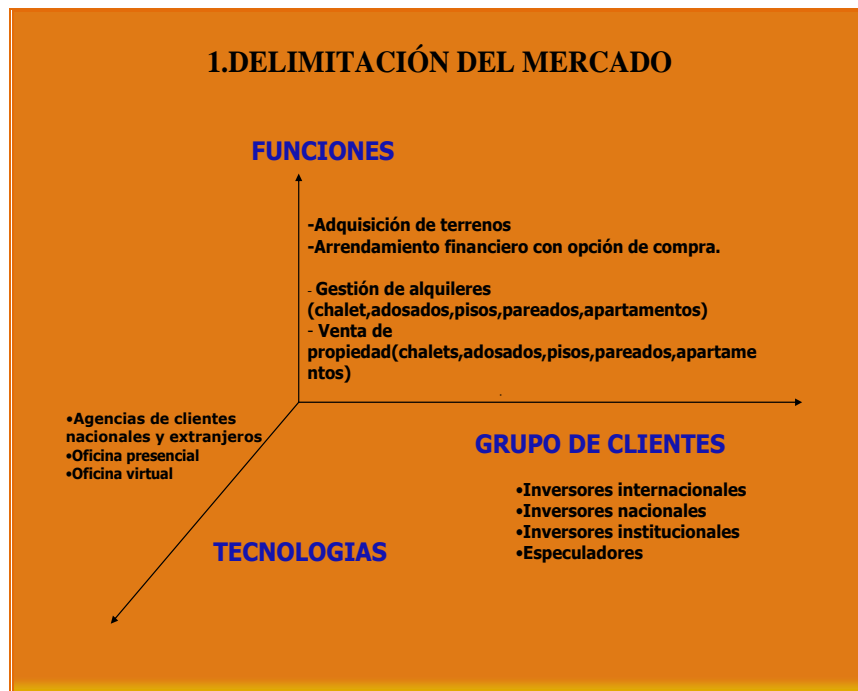 1.DELIMITACIÓN DEL MERCADO
FUNCIONES
-Adquisición de terrenos
-Arrendamiento financiero con opción de compra.
- Gestión de alquileres
(chalet,adosados,pisos,pareados,apartamentos)
- Venta de
propiedad(chalets,adosados,pisos,pareados,apartame
ntos)
.
•Agencias de clientes
nacionales y extranjeros
•Oficina presencial
•Oficina virtual
GRUPO DE CLIENTES
•Inversores internacionales
•Inversores nacionales
•Inversores institucionales
•Especuladores
TECNOLOGIAS